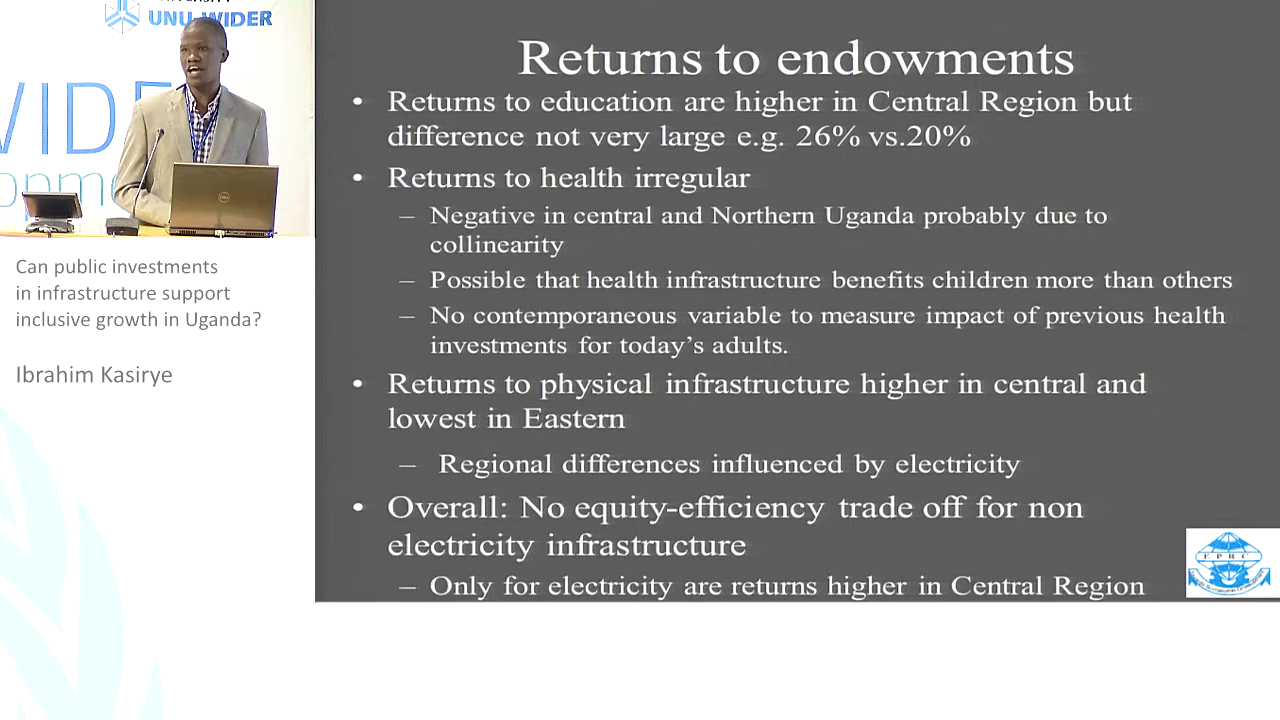 UNU-WIDER
VIDE
opme
Can public investments
in infrastructure support
inclusive growth in Uganda?
Ibrahim Kasirye
Returns to endowments
• Returns to education are higher in Central Region but
difference not very large e.g. 26% vs.20%
• Returns to health irregular
– Negative in central and Northern Uganda probably due to
collinearity
– Possible that health infrastructure benefits children more than others
– No contemporaneous variable to measure impact of previous health
investments for today’s adults.
• Returns to physical infrastructure higher in central and
lowest in Eastern
– Regional differences influenced by electricity
• Overall: No equity-efficiency trade off for non
electricity infrastructure
– Only for electricity are returns higher in Central Region
EPRC